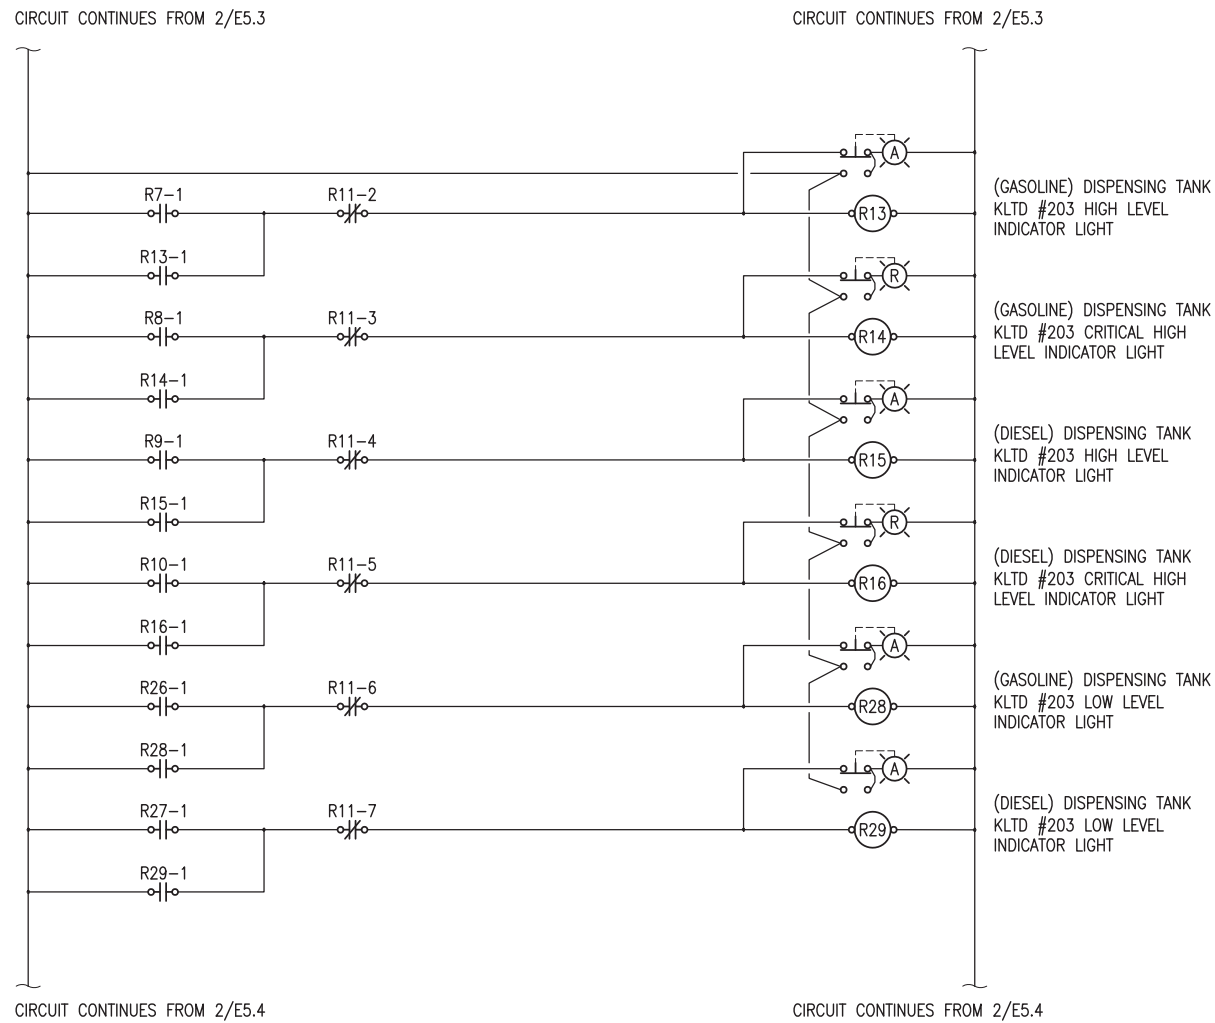 CIRCUIT CONTINUES FROM 2/E5.3
CIRCUIT CONTINUES FROM 2/E5.3
A
R7-1
R11-2
R13
(GASOLINE) DISPENSING TANK
KLTD #203 HIGH LEVEL
INDICATOR LIGHT
R13-1
R
R8-1
R11-3
R14
(GASOLINE) DISPENSING TANK
KLTD #203 CRITICAL HIGH
LEVEL INDICATOR LIGHT
R14-1
A
R9-1
R11-4
R15
(DIESEL) DISPENSING TANK
KLTD #203 HIGH LEVEL
INDICATOR LIGHT
R15-1
R
R10-1
R11-5
R16
(DIESEL) DISPENSING TANK
KLTD #203 CRITICAL HIGH
LEVEL INDICATOR LIGHT
R16-1
A
R26-1
R11-6
R28
(GASOLINE) DISPENSING TANK
KLTD #203 LOW LEVEL
INDICATOR LIGHT
R28-1
A
R27-1
R11-7
R29
(DIESEL) DISPENSING TANK
KLTD #203 LOW LEVEL
INDICATOR LIGHT
R29-1
CIRCUIT CONTINUES FROM 2/E5.4
CIRCUIT CONTINUES FROM 2/E5.4